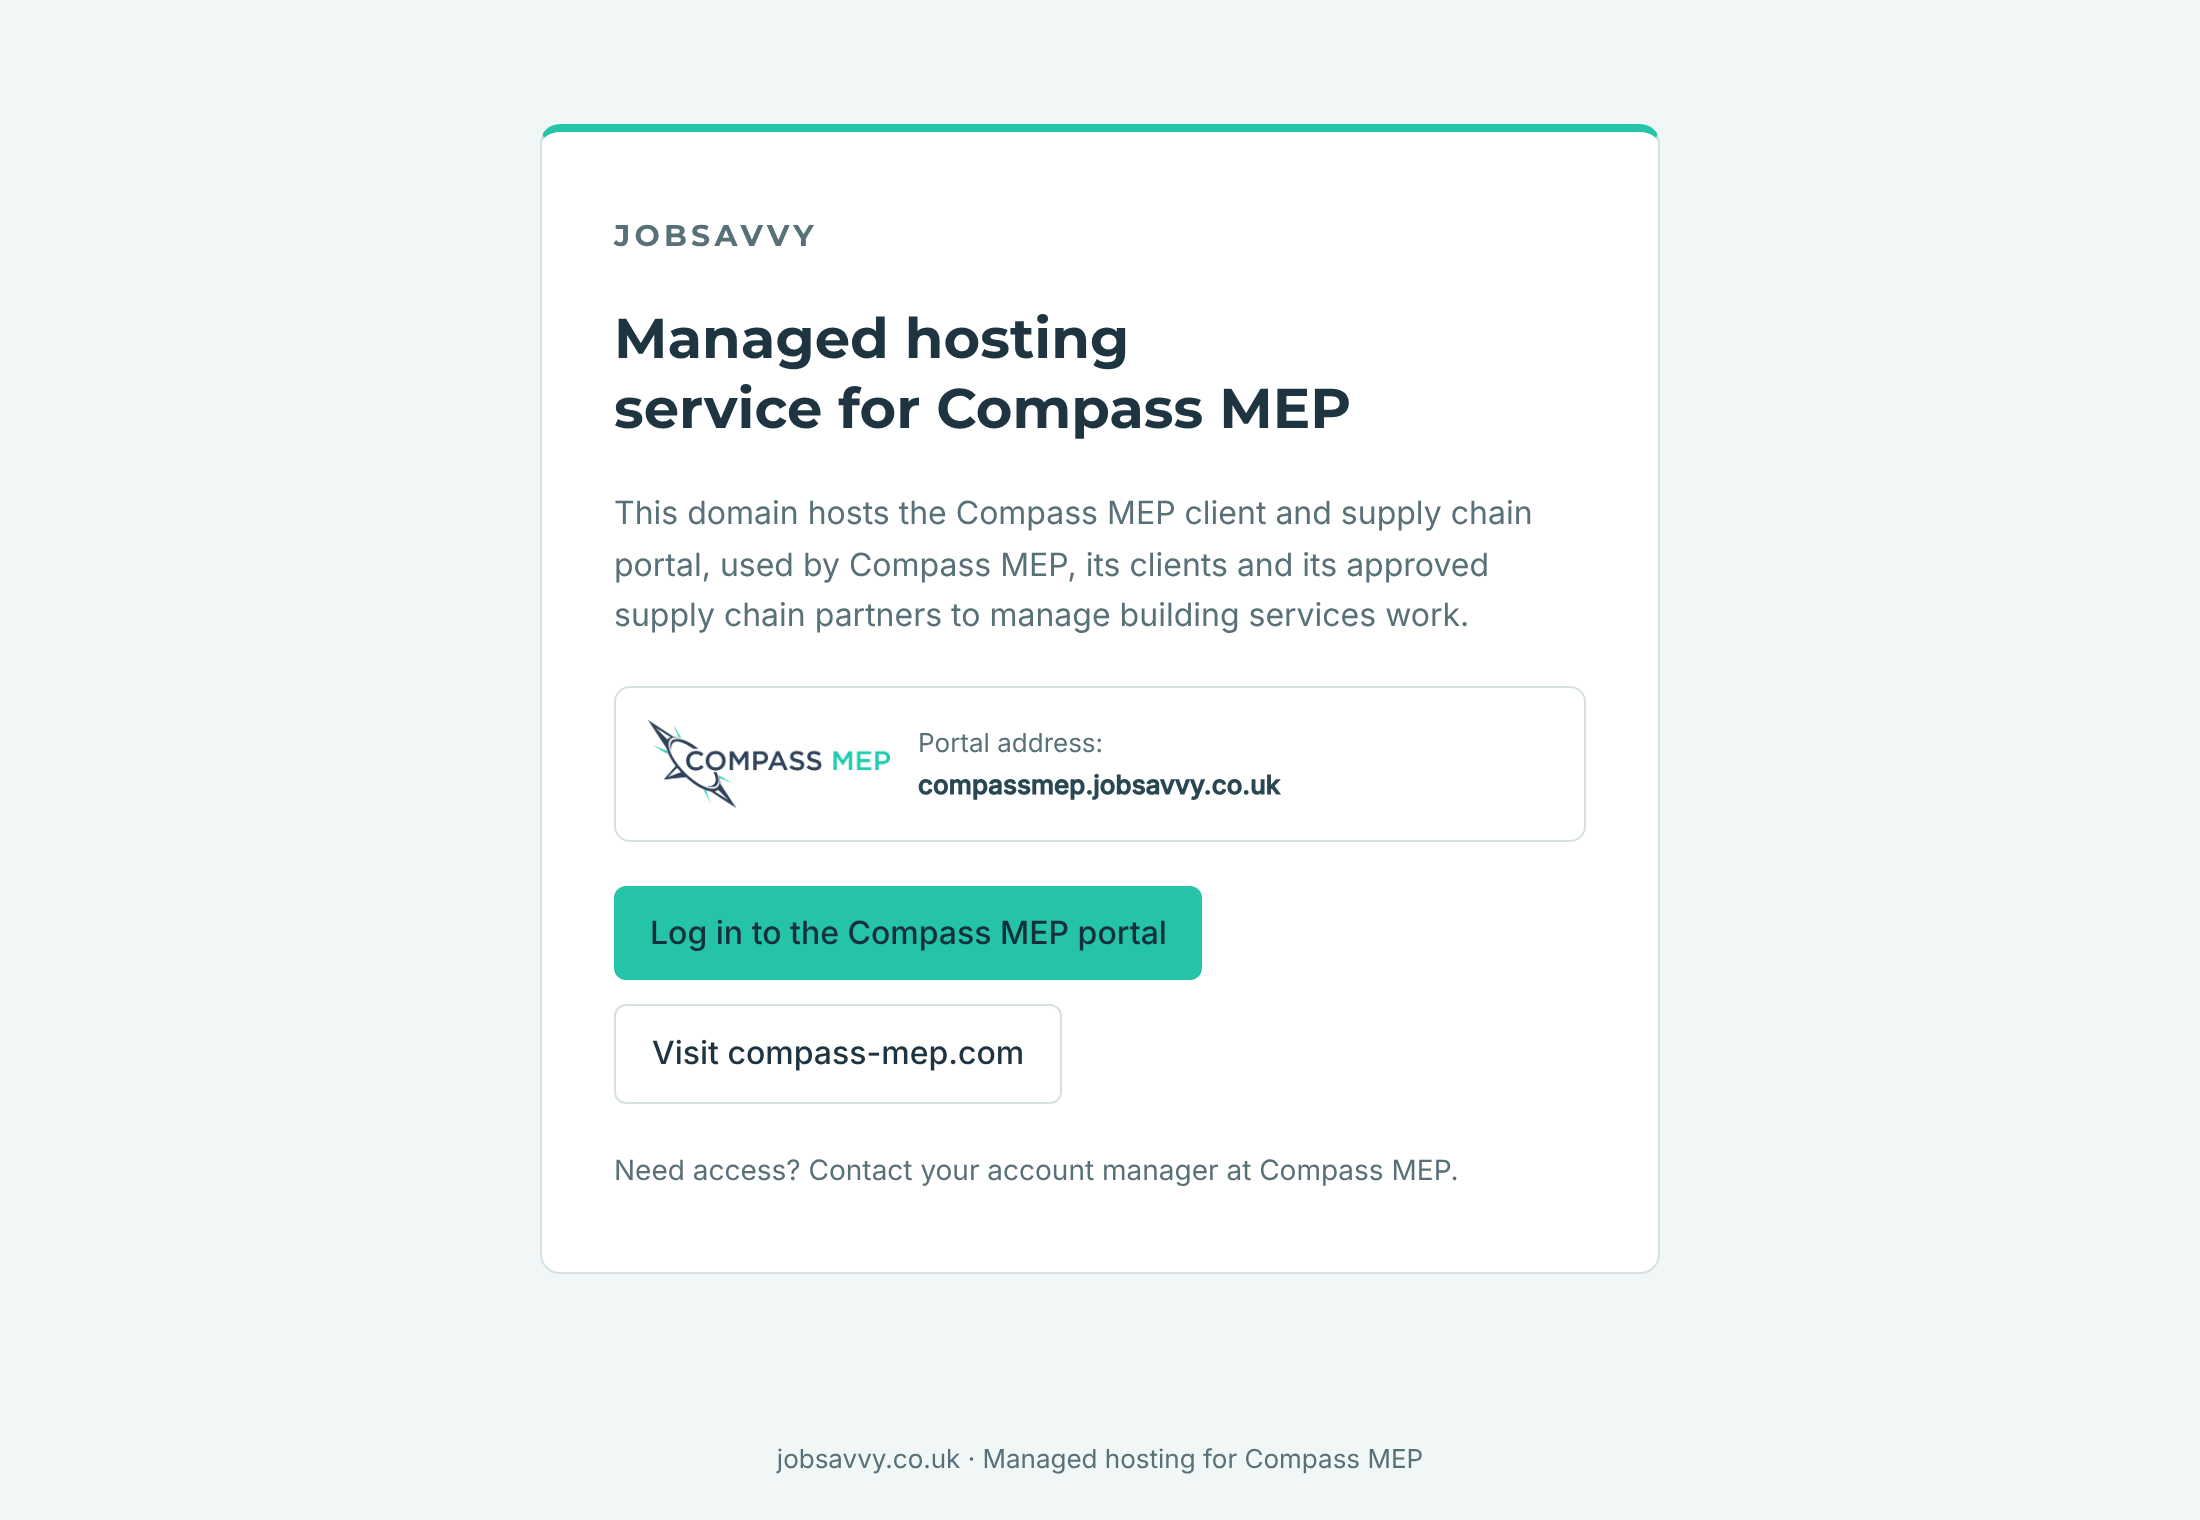 JOBSAVVY
Managed hosting
service for Compass MEP
This domain hosts the Compass MEP client and supply chain
portal, used by Compass MEP, its clients and its approved
supply chain partners to manage building services work.
COMPASS MEP
Portal address:
compassmep.jobsavvy.co.uk
Log in to the Compass MEP portal
Visit compass-mep.com
Need access? Contact your account manager at Compass MEP.
jobsavvy.co.uk · Managed hosting for Compass MEP